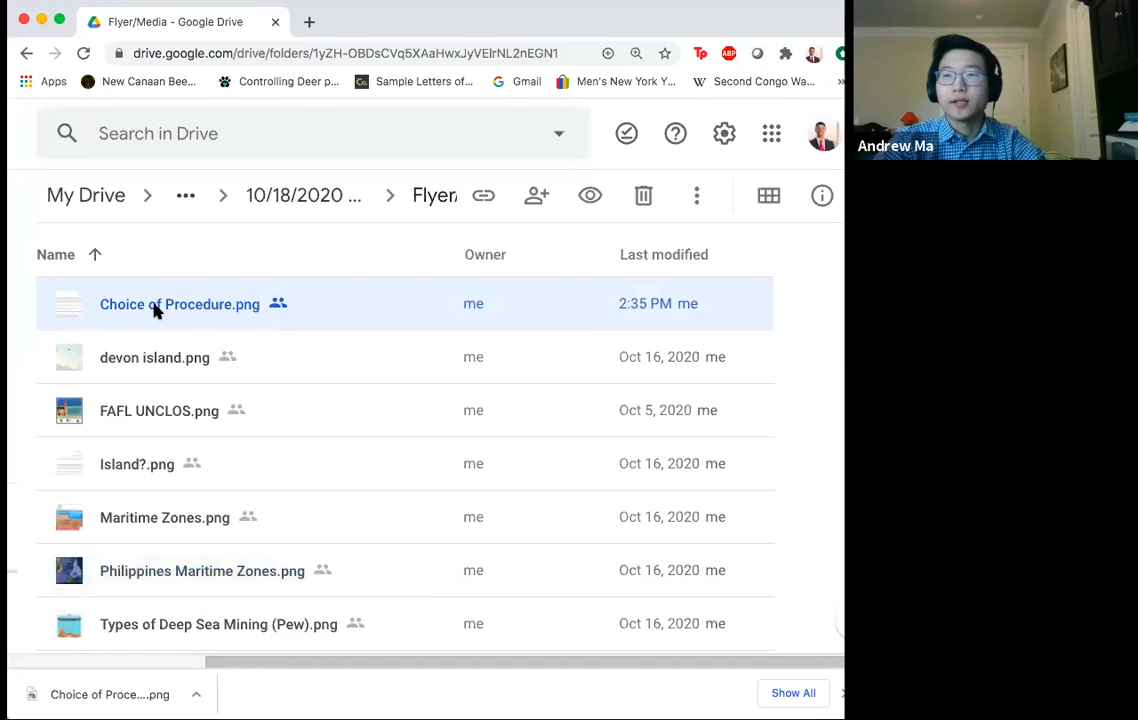 Flyer/Media - Google Drive
drive.google.com/drive/folders/1yZH-OBDsCVq5XAaHwxJyVElrNL2nEGN1
Tp
ABP
Apps
New Canaan Bee...
Controlling Deer p...
Co.
Sample Letters of...
G Gmail
Men's New York Y...
W Second Congo Wa...
»
Search in Drive
My Drive
10/18/2020 ...
Flyer/
Name
Owner
Last modified
Choice of Procedure.png
me
2:35 PM me
devon island.png
me
Oct 16, 2020 me
FAFL UNCLOS.png
me
Oct 5, 2020 me
Island?.png
me
Oct 16, 2020 me
Maritime Zones.png
me
Oct 16, 2020 me
Philippines Maritime Zones.png
me
Oct 16, 2020 me
Types of Deep Sea Mining (Pew).png
me
Oct 16, 2020 me
Choice of Proce....png
Show All
Andrew Ma